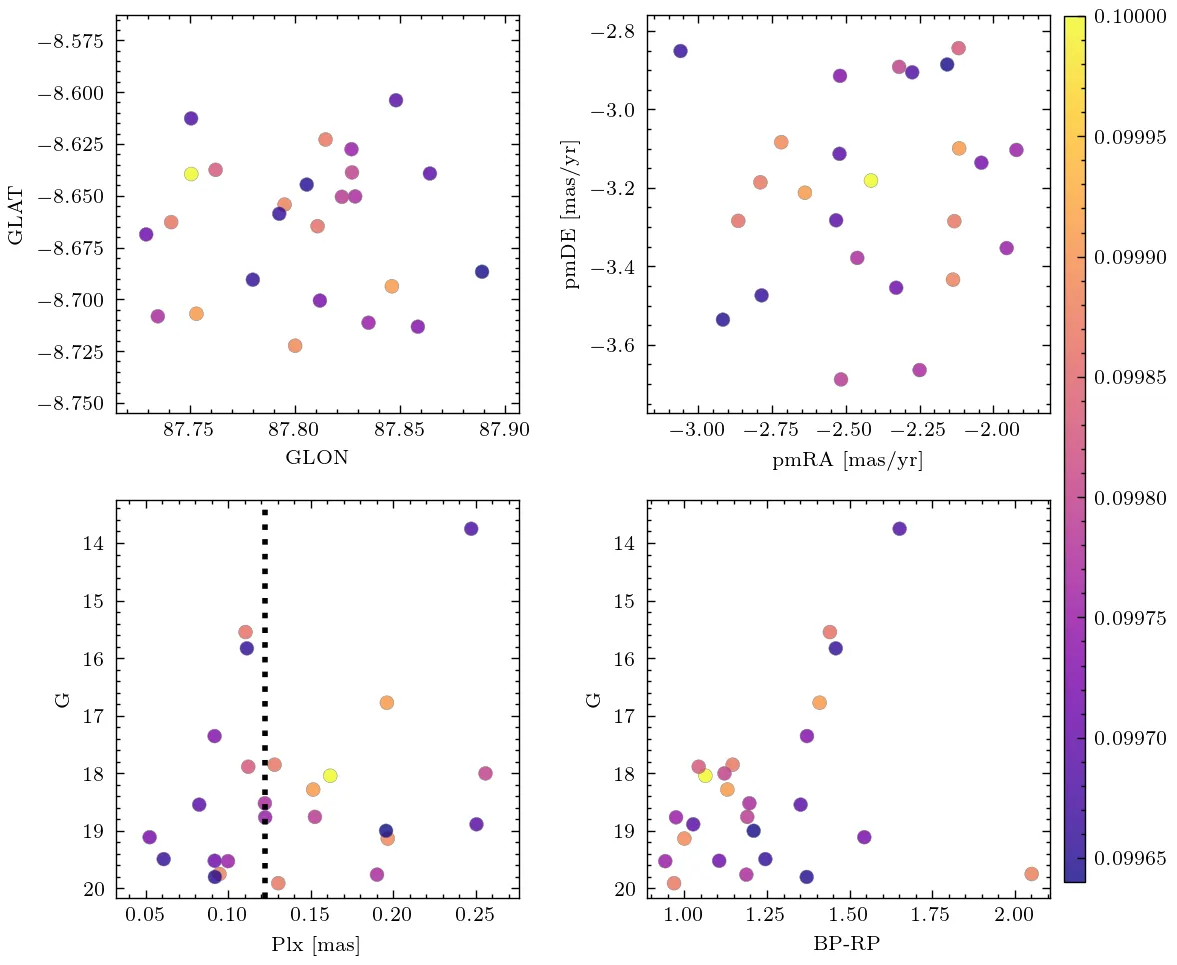 −8.575
−8.600
−8.625
−8.650
−8.675
−8.700
−8.725
−8.750
GLAT
87.75 87.80 87.85 87.90
GLON
−2.8
−3.0
−3.2
−3.4
−3.6
pmDE [mas/yr]
−3.00 −2.75 −2.50 −2.25 −2.00
pmRA [mas/yr]
14
15
16
17
18
19
20
G
0.05 0.10 0.15 0.20 0.25
Plx [mas]
14
15
16
17
18
19
20
G
1.00 1.25 1.50 1.75 2.00
BP-RP
0.10000
0.09995
0.09990
0.09985
0.09980
0.09975
0.09970
0.09965